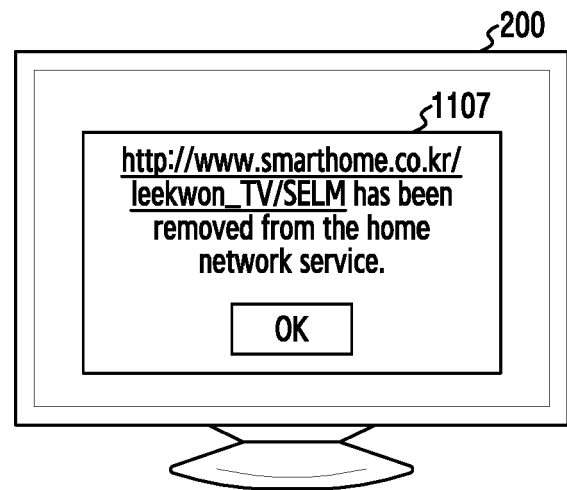 200
1107
http://www.smarthome.co.kr/
leekwon_TV/SELM has been
removed from the home
network service.
OK